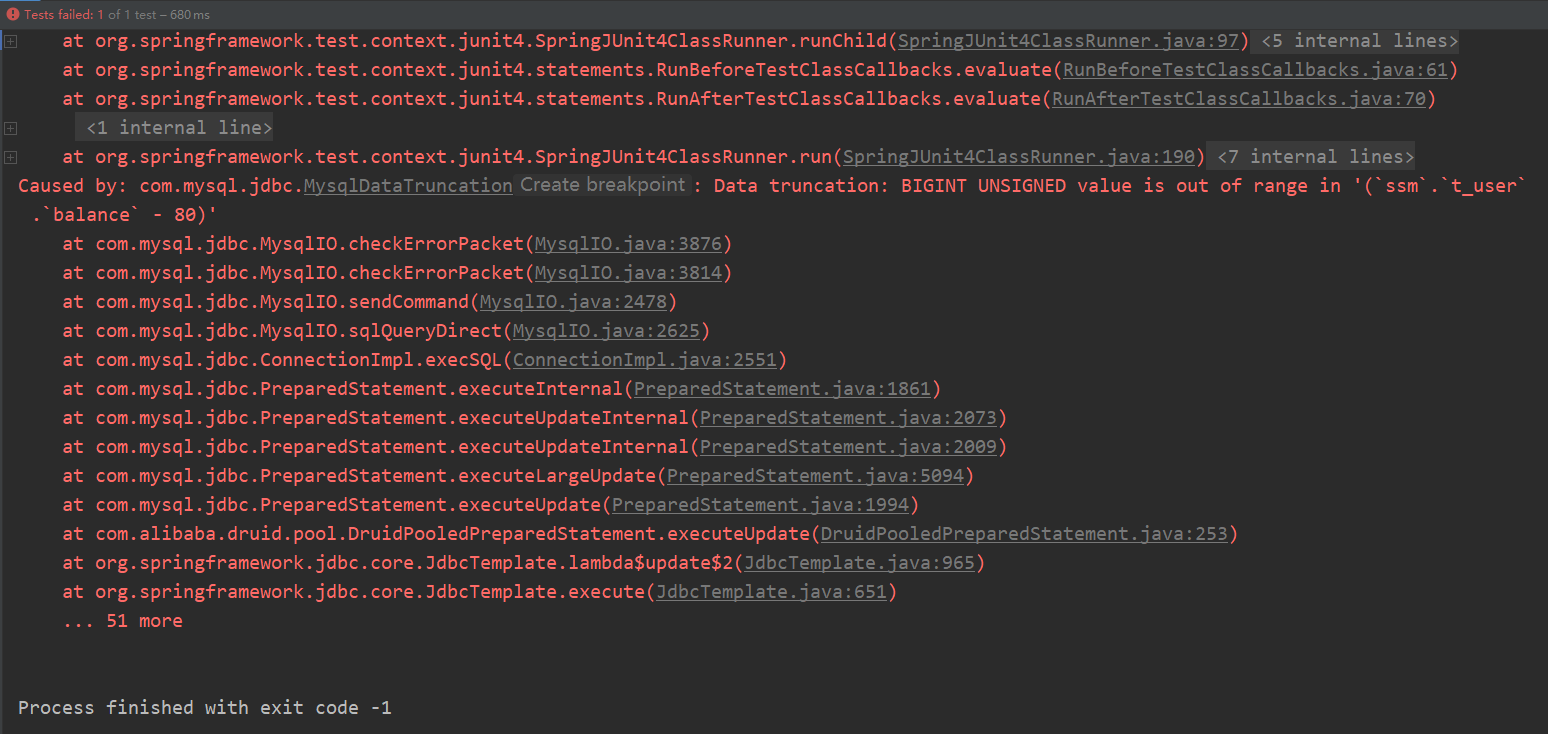 Tests failed: 1 of 1 test – 680 ms
at org.springframework.test.context.junit4.SpringJUnit4ClassRunner.runChild(SpringJUnit4ClassRunner.java:97) <5 internal lines>
at org.springframework.test.context.junit4.statements.RunBeforeTestClassCallbacks.evaluate(RunBeforeTestClassCallbacks.java:61)
at org.springframework.test.context.junit4.statements.RunAfterTestClassCallbacks.evaluate(RunAfterTestClassCallbacks.java:70)
<1 internal line>
at org.springframework.test.context.junit4.SpringJUnit4ClassRunner.run(SpringJUnit4ClassRunner.java:190) <7 internal lines>
Caused by: com.mysql.jdbc.MysqlDataTruncation Create breakpoint : Data truncation: BIGINT UNSIGNED value is out of range in '(`ssm`.`t_user`
.`balance` - 80)'
at com.mysql.jdbc.MysqlIO.checkErrorPacket(MysqlIO.java:3876)
at com.mysql.jdbc.MysqlIO.checkErrorPacket(MysqlIO.java:3814)
at com.mysql.jdbc.MysqlIO.sendCommand(MysqlIO.java:2478)
at com.mysql.jdbc.MysqlIO.sqlQueryDirect(MysqlIO.java:2625)
at com.mysql.jdbc.ConnectionImpl.execSQL(ConnectionImpl.java:2551)
at com.mysql.jdbc.PreparedStatement.executeInternal(PreparedStatement.java:1861)
at com.mysql.jdbc.PreparedStatement.executeUpdateInternal(PreparedStatement.java:2073)
at com.mysql.jdbc.PreparedStatement.executeUpdateInternal(PreparedStatement.java:2009)
at com.mysql.jdbc.PreparedStatement.executeLargeUpdate(PreparedStatement.java:5094)
at com.mysql.jdbc.PreparedStatement.executeUpdate(PreparedStatement.java:1994)
at com.alibaba.druid.pool.DruidPooledPreparedStatement.executeUpdate(DruidPooledPreparedStatement.java:253)
at org.springframework.jdbc.core.JdbcTemplate.lambda$update$2(JdbcTemplate.java:965)
at org.springframework.jdbc.core.JdbcTemplate.execute(JdbcTemplate.java:651)
... 51 more
Process finished with exit code -1